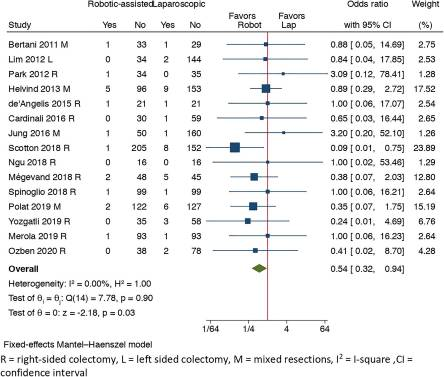 Robotic-assisted Laparoscopic Favors Favors Odds ratio Weight
Study Yes No Yes No Robot Lap with 95% CI (%)
Bertani 2011 M 1 33 1 29 0.88 [0.05, 14.69] 2.75
Lim 2012 L 0 34 2 144 0.84 [0.04, 17.85] 2.53
Park 2012 R 1 34 0 35 3.09 [0.12, 78.41] 1.28
Helvind 2013 M 5 96 9 153 0.89 [0.29, 2.72] 17.52
de'Angelis 2015 R 1 21 1 21 1.00 [0.06, 17.07] 2.54
Cardinali 2016 R 0 30 1 59 0.65 [0.03, 16.44] 2.65
Jung 2016 M 1 50 1 160 3.20 [0.20, 52.10] 1.26
Scotton 2018 R 1 205 8 152 0.09 [0.01, 0.75] 23.89
Ngu 2018 R 0 16 0 16 1.00 [0.02, 53.46] 1.29
Mégevand 2018 R 2 48 5 45 0.38 [0.07, 2.03] 12.80
Spinoglio 2018 R 1 99 1 99 1.00 [0.06, 16.21] 2.64
Polat 2019 M 2 122 6 127 0.35 [0.07, 1.75] 15.19
Yozgatli 2019 R 0 35 3 58 0.24 [0.01, 4.69] 6.76
Merola 2019 R 1 93 1 93 1.00 [0.06, 16.23] 2.64
Ozben 2020 R 0 38 2 78 0.41 [0.02, 8.70] 4.28
Overall 0.54 [0.32, 0.94]
Heterogeneity: I² = 0.00%, H² = 1.00
Test of θᵢ = θⱼ: Q(14) = 7.78, p = 0.90
Test of θ = 0: z = -2.18, p = 0.03
1/64 1/4 4 64
Fixed-effects Mantel–Haenszel model
R = right-sided colectomy, L = left sided colectomy, M = mixed resections, I² = I-square ,CI =
confidence interval